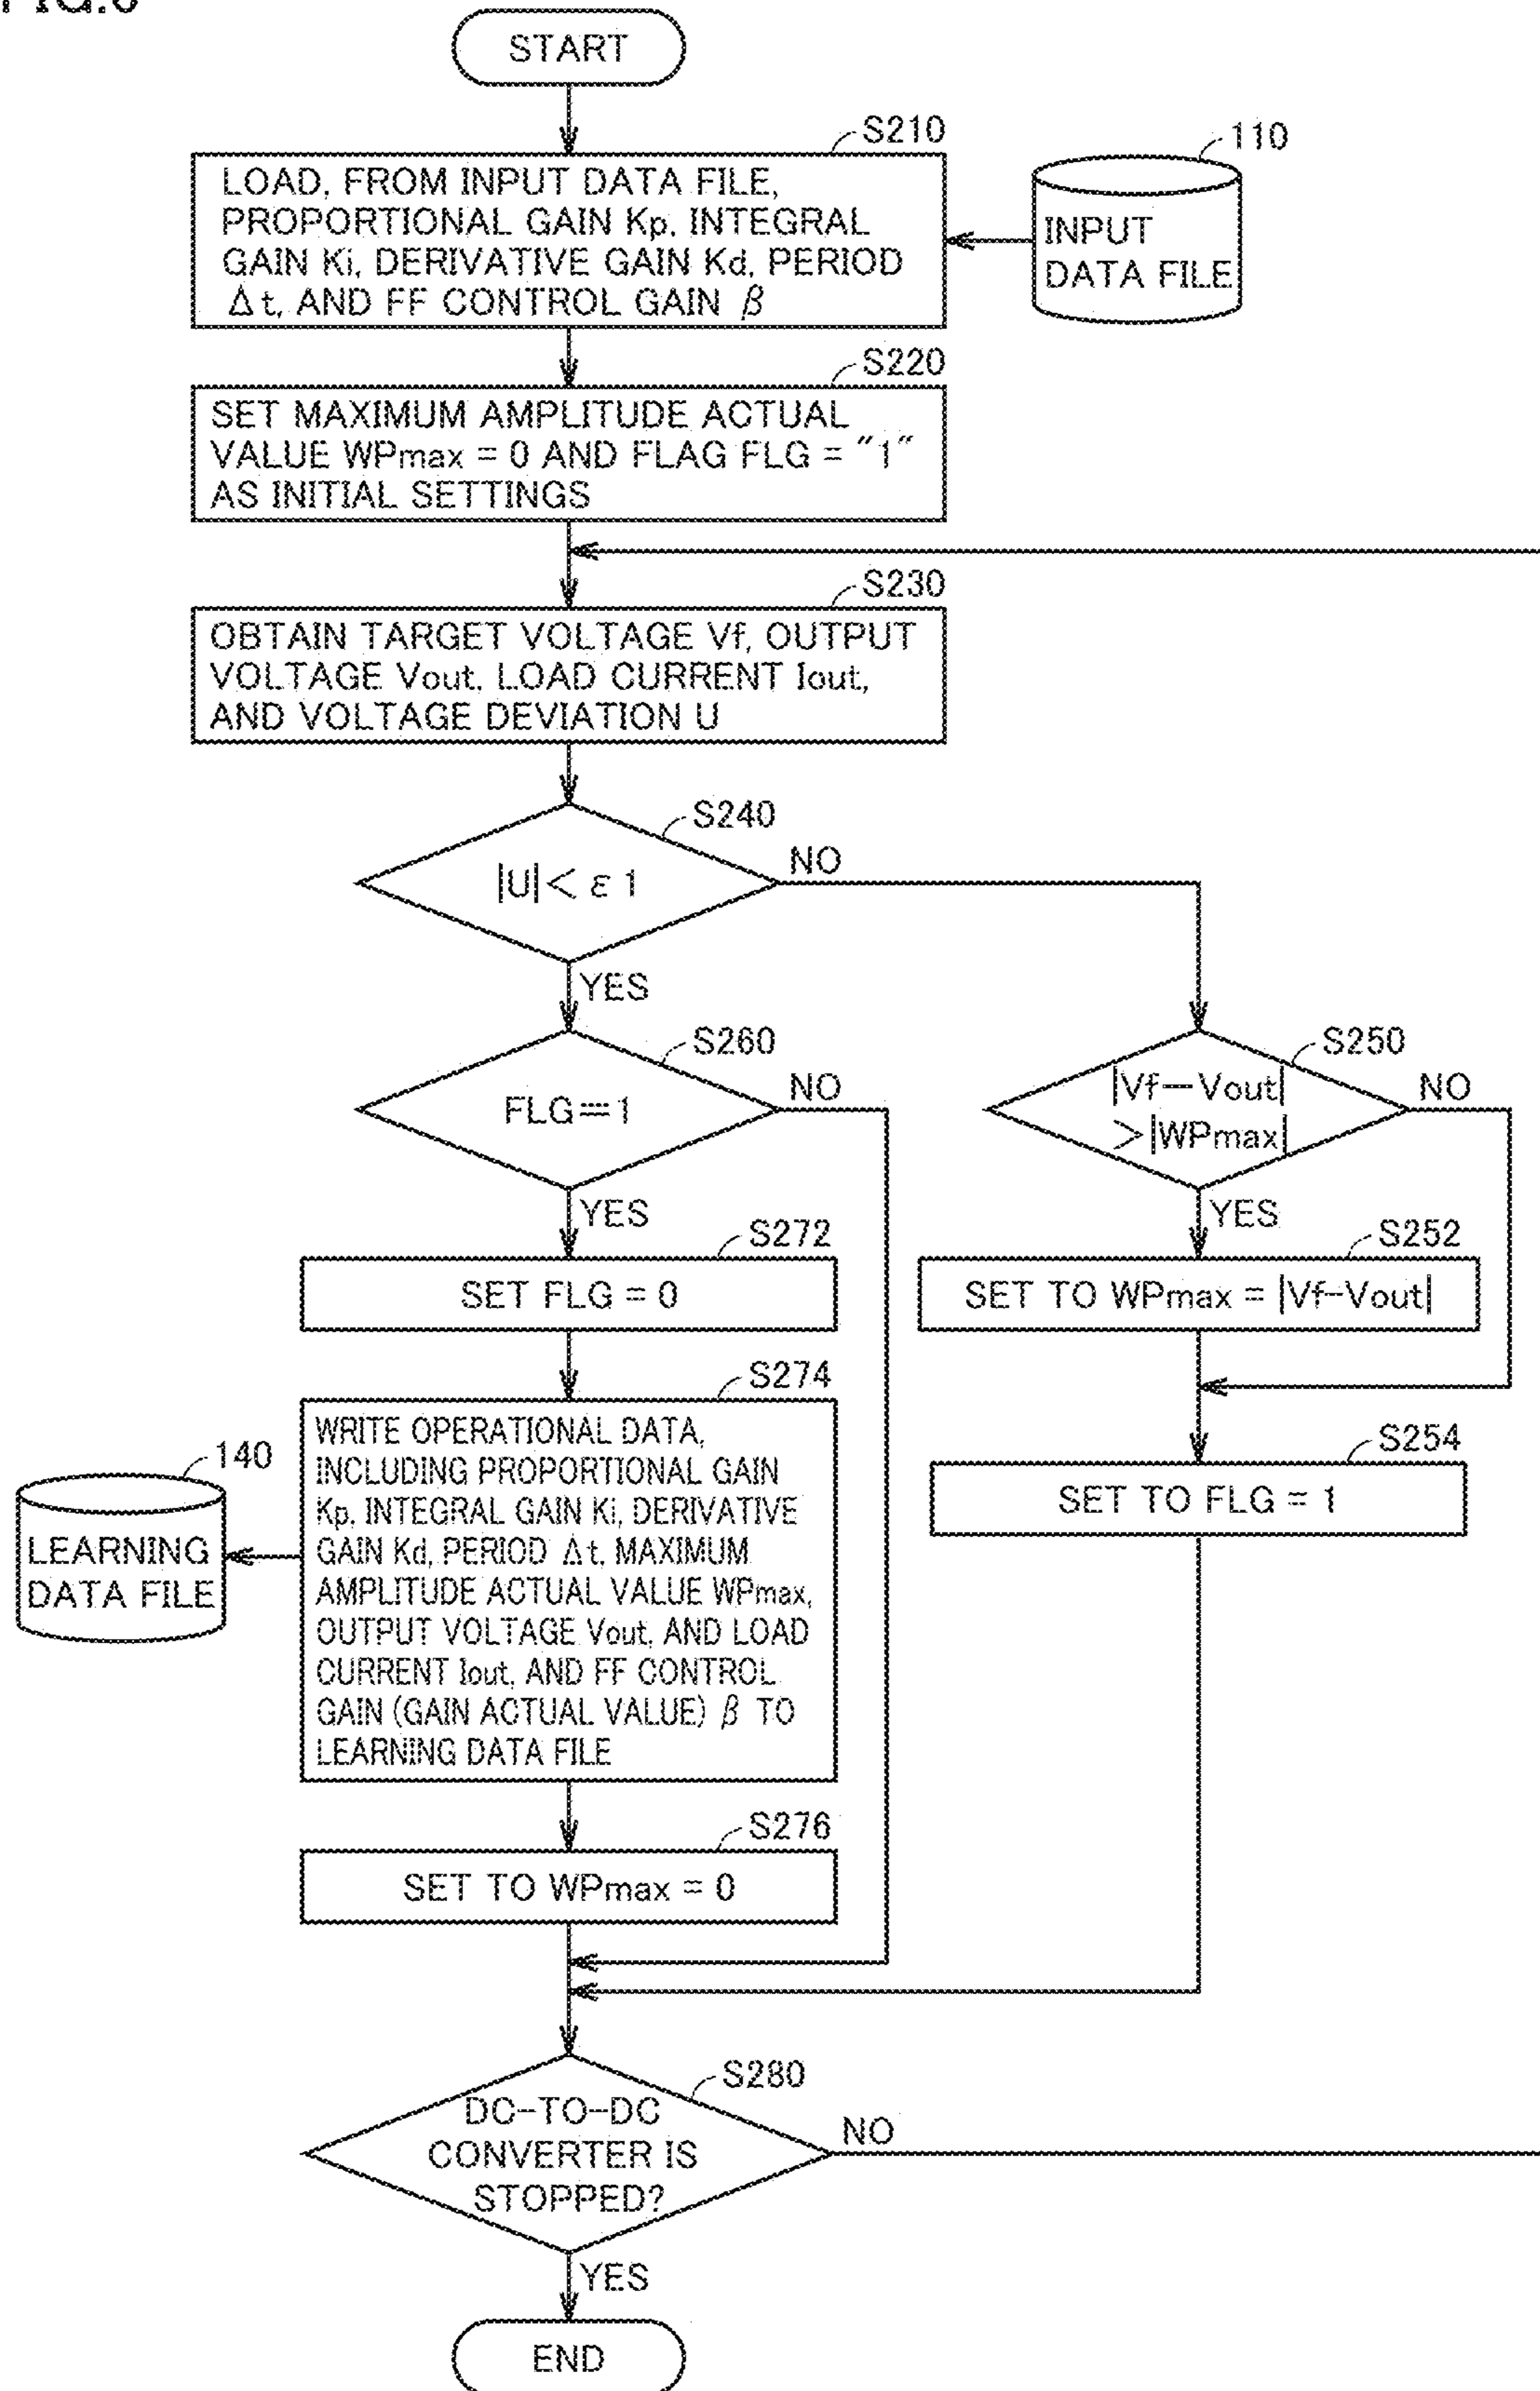 START
S210
110
LOAD, FROM INPUT DATA FILE,
PROPORTIONAL GAIN Kp, INTEGRAL
GAIN Ki, DERIVATIVE GAIN Kd, PERIOD
Δt, AND FF CONTROL GAIN β
INPUT
DATA FILE
S220
SET MAXIMUM AMPLITUDE ACTUAL
VALUE WPmax = 0 AND FLAG FLG = "1"
AS INITIAL SETTINGS
S230
OBTAIN TARGET VOLTAGE Vf, OUTPUT
VOLTAGE Vout, LOAD CURRENT Iout,
AND VOLTAGE DEVIATION U
S240
|U|< ε1
NO
YES
S260
FLG=1
NO
YES
S250
|Vf-Vout|
>|WPmax|
NO
YES
S272
SET FLG = 0
S252
SET TO WPmax = |Vf-Vout|
S274
WRITE OPERATIONAL DATA,
INCLUDING PROPORTIONAL GAIN
Kp, INTEGRAL GAIN Ki, DERIVATIVE
GAIN Kd, PERIOD Δt, MAXIMUM
AMPLITUDE ACTUAL VALUE WPmax,
OUTPUT VOLTAGE Vout, AND LOAD
CURRENT Iout, AND FF CONTROL
GAIN (GAIN ACTUAL VALUE) β TO
LEARNING DATA FILE
140
LEARNING
DATA FILE
S254
SET TO FLG = 1
S276
SET TO WPmax = 0
S280
DC-TO-DC
CONVERTER IS
STOPPED?
NO
YES
END